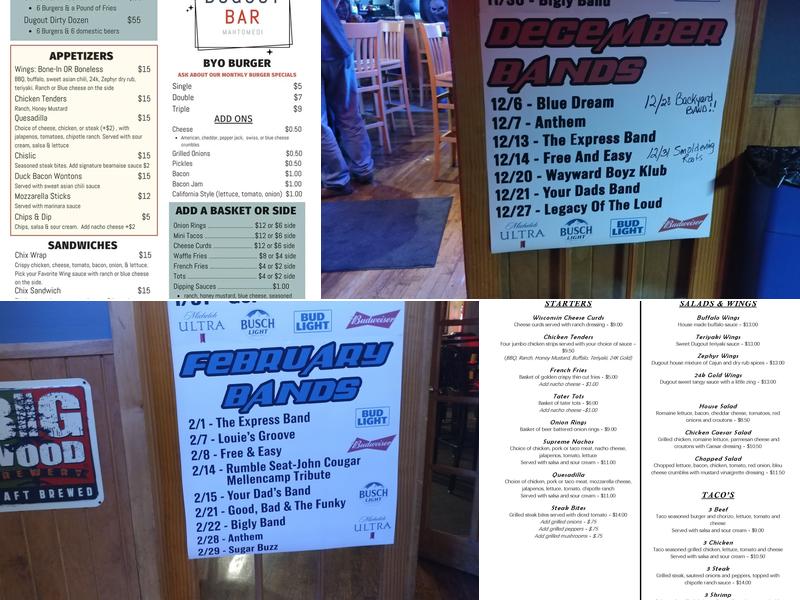 6 Burgers & a Pound of Fries
Dugout Dirty Dozen $55
6 Burgers & 6 domestic beers
APPETIZERS
Wings: Bone-In OR Boneless $15
BBQ, buffalo, sweet asian chili, 24k, Zephyr dry rub,
teriyaki. Ranch or Blue cheese on the side
Chicken Tenders $15
Ranch, Honey Mustard
Quesadilla $15
Choice of cheese, chicken, or steak (+$2) , with
jalapenos, tomatoes, chipotle ranch. Served with sour
cream, salsa & lettuce
Chislic $15
Seasoned steak bites. Add signature bearnaise sauce $2
Duck Bacon Wontons $15
Served with sweet asian chili sauce
Mozzarella Sticks $12
Served with marinara sauce
Chips & Dip $5
Chips, salsa & sour cream. Add nacho cheese +$2
SANDWICHES
Chix Wrap $15
Crispy chicken, cheese, tomato, bacon, onion, & lettuce.
Pick your Favorite Wing sauce with ranch or blue cheese
on the side.
Chix Sandwich $15
DUGOUT
BAR
MAHTOMEDI
BYO BURGER
ASK ABOUT OUR MONTHLY BURGER SPECIALS
Single $5
Double $7
Triple $9
ADD ONS
Cheese $0.50
American, cheddar, pepper jack, swiss, or blue cheese
crumbles
Grilled Onions $0.50
Pickles $0.50
Bacon $1.00
Bacon Jam $1.00
California Style (lettuce, tomato, onion) $1.00
ADD A BASKET OR SIDE
Onion Rings $12 or $6 side
Mini Tacos $12 or $6 side
Cheese Curds $12 or $6 side
Waffle Fries $8 or $4 side
French Fries $4 or $2 side
Tots $4 or $2 side
Dipping Sauces $1.00
ranch, honey mustard, blue cheese, seasoned
11/30 - Bigly Band
DECEMBER
BANDS
12/6 - Blue Dream
12/7 - Anthem
12/13 - The Express Band
12/14 - Free And Easy
12/20 - Wayward Boyz Klub
12/21 - Your Dads Band
12/27 - Legacy Of The Loud
12/28 Backyard
BAND!!
12/31 Smoldering
Roots
Michelob
ULTRA
BUSCH
LIGHT
BUD
LIGHT
Budweiser
Michelob
ULTRA
BUSCH
LIGHT
BUD
LIGHT
Budweiser
FEBRUARY
BANDS
2/1 - The Express Band
2/7 - Louie's Groove
2/8 - Free & Easy
2/14 - Rumble Seat-John Cougar
Mellencamp Tribute
2/15 - Your Dad's Band
2/21 - Good, Bad & The Funky
2/22 - Bigly Band
2/28 - Anthem
2/29 - Sugar Buzz
BUD
LIGHT
Budweiser
BUSCH
LIGHT
Michelob
ULTRA
BIG
WOOD
BREWERY
CRAFT BREWED
STARTERS
Wisconsin Cheese Curds
Cheese curds served with ranch dressing - $9.00
Chicken Tenders
Four jumbo chicken strips served with your choice of sauce -
$9.50
(BBQ, Ranch, Honey Mustard, Buffalo, Teriyaki, 24K Gold)
French Fries
Basket of golden crispy thin cut fries - $5.00
Add nacho cheese - $1.00
Tater Tots
Basket of tater tots - $6.00
Add nacho cheese - $1.00
Onion Rings
Basket of beer battered onion rings - $9.00
Supreme Nachos
Choice of chicken, pork or taco meat, nacho cheese,
jalapenos, tomato, lettuce
Served with salsa and sour cream - $11.00
Quesadilla
Choice of chicken, pork or taco meat, mozzarella cheese,
jalapenos, lettuce, tomato, chipotle ranch
Served with salsa and sour cream - $11.00
Steak Bites
Grilled steak bites served with diced tomato - $14.00
Add grilled onions - $.75
Add grilled peppers - $.75
Add grilled mushrooms - $.75
SALADS & WINGS
Buffalo Wings
House made buffalo sauce - $13.00
Teriyaki Wings
Sweet Dugout teriyaki sauce - $13.00
Zephyr Wings
Dugout house mixture of Cajun and dry rub spices - $13.00
24k Gold Wings
Dugout sweet tangy sauce with a little zing - $13.00
House Salad
Romaine lettuce, bacon, cheddar cheese, tomatoes, red
onions and croutons - $8.50
Chicken Caesar Salad
Grilled chicken, romaine lettuce, parmesan cheese and
croutons with Caesar dressing - $10.50
Chopped Salad
Chopped lettuce, bacon, chicken, tomato, red onion, bleu
cheese crumbles with mustard vinaigrette dressing - $11.50
TACO'S
3 Beef
Taco seasoned burger and chorizo, lettuce, tomato and
cheese
Served with salsa and sour cream - $9.00
3 Chicken
Taco seasoned grilled chicken, lettuce, tomato and cheese
Served with salsa and sour cream - $10.50
3 Steak
Grilled steak, sauteed onions and peppers, topped with
chipotle ranch sauce - $14.00
3 Shrimp